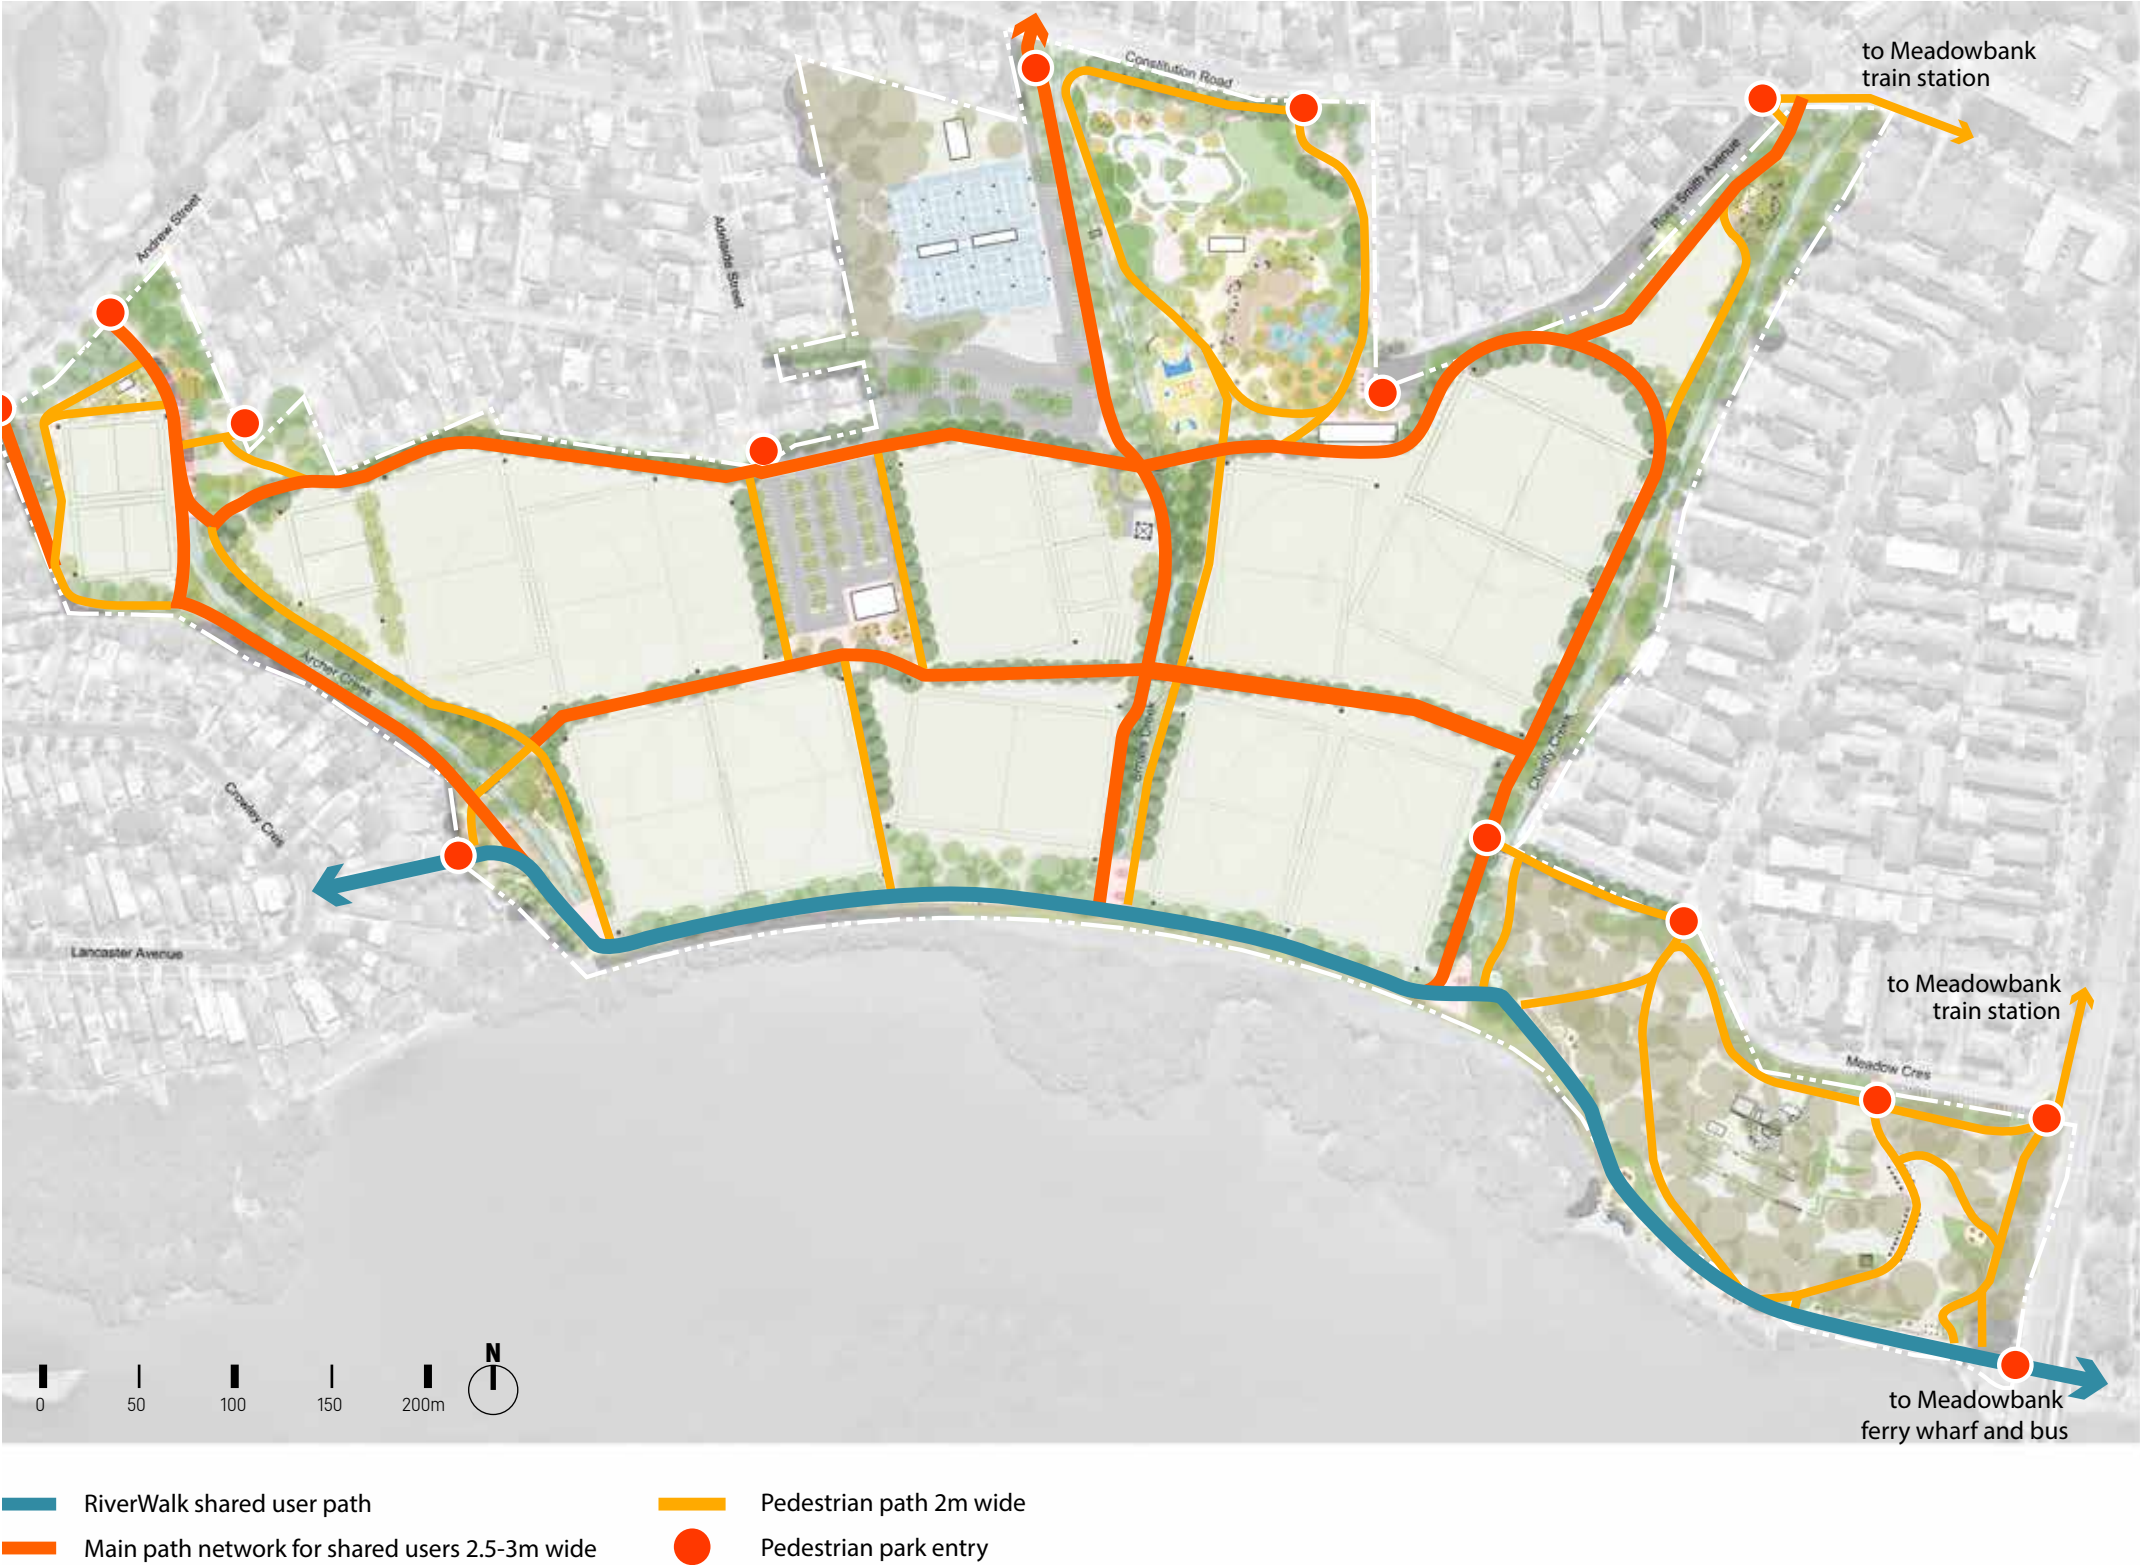 Constitution Road
to Meadowbank
train station
Ross Smith Avenue
Andrew Street
Adelaide Street
Archer Creek
Smalls Creek
Charity Creek
Crowley Cres
Lancaster Avenue
to Meadowbank
train station
Meadow Cres
N
0 50 100 150 200m
to Meadowbank
ferry wharf and bus
RiverWalk shared user path
Pedestrian path 2m wide
Main path network for shared users 2.5-3m wide
Pedestrian park entry